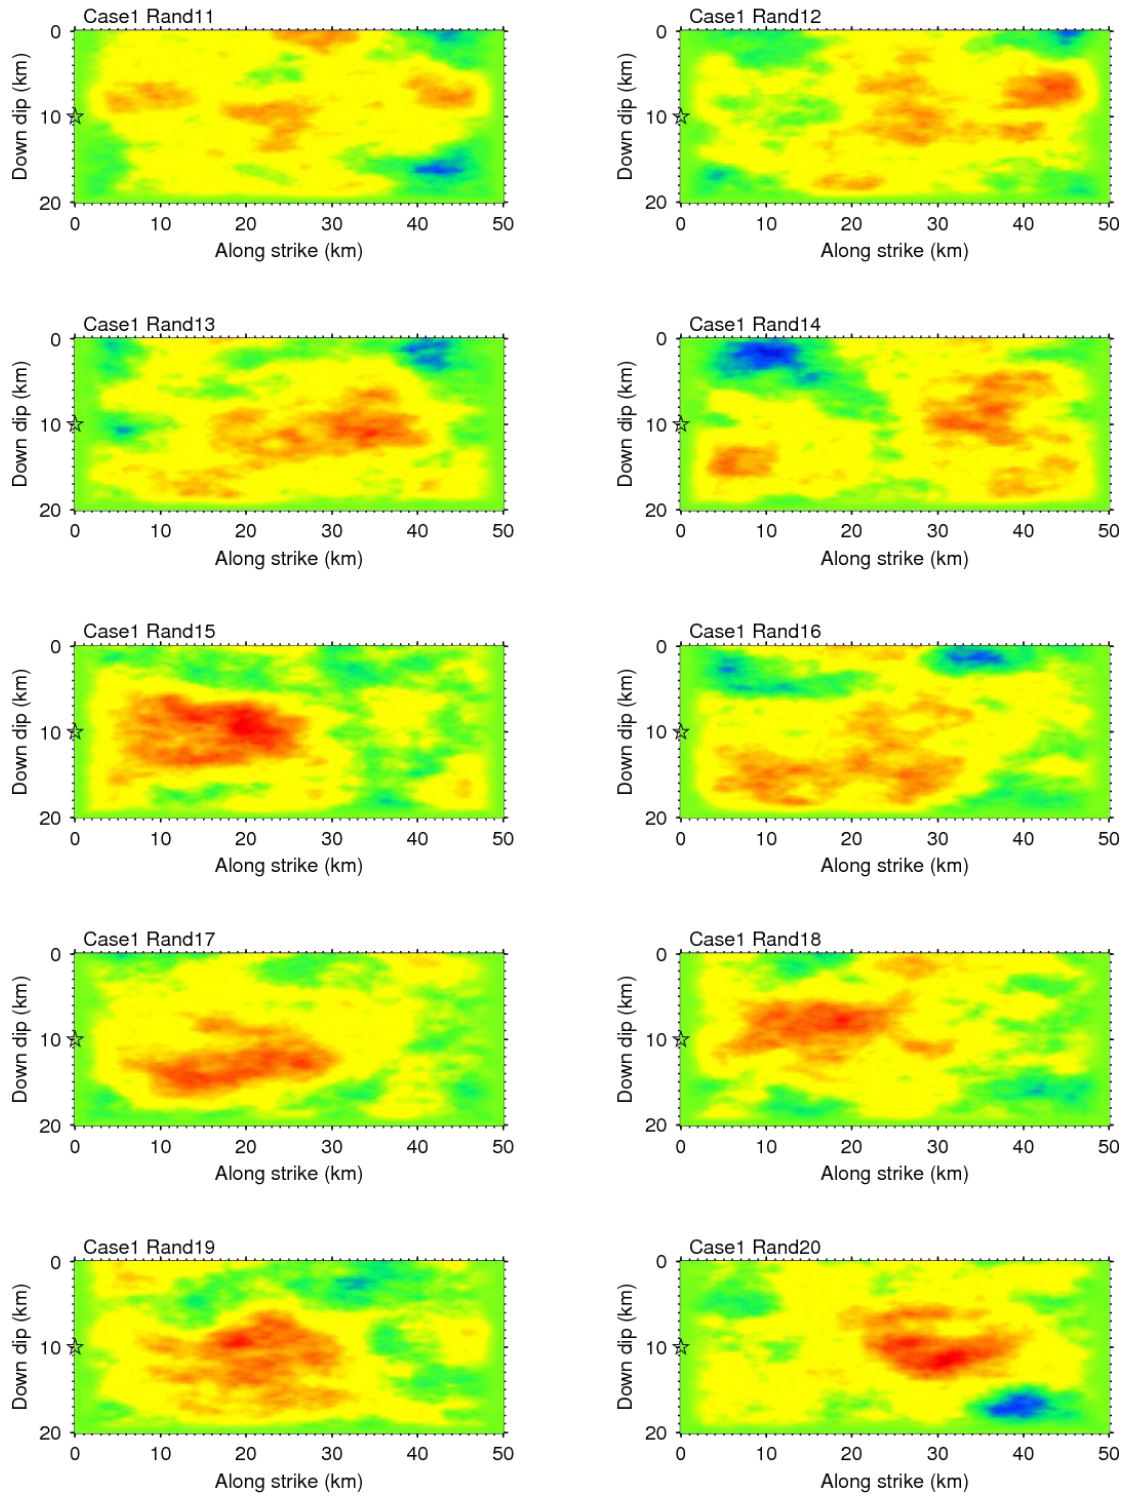 Case1 Rand11
0
10
20
Down dip (km)
0 10 20 30 40 50
Along strike (km)
Case1 Rand12
0
10
20
Down dip (km)
0 10 20 30 40 50
Along strike (km)
Case1 Rand13
0
10
20
Down dip (km)
0 10 20 30 40 50
Along strike (km)
Case1 Rand14
0
10
20
Down dip (km)
0 10 20 30 40 50
Along strike (km)
Case1 Rand15
0
10
20
Down dip (km)
0 10 20 30 40 50
Along strike (km)
Case1 Rand16
0
10
20
Down dip (km)
0 10 20 30 40 50
Along strike (km)
Case1 Rand17
0
10
20
Down dip (km)
0 10 20 30 40 50
Along strike (km)
Case1 Rand18
0
10
20
Down dip (km)
0 10 20 30 40 50
Along strike (km)
Case1 Rand19
0
10
20
Down dip (km)
0 10 20 30 40 50
Along strike (km)
Case1 Rand20
0
10
20
Down dip (km)
0 10 20 30 40 50
Along strike (km)